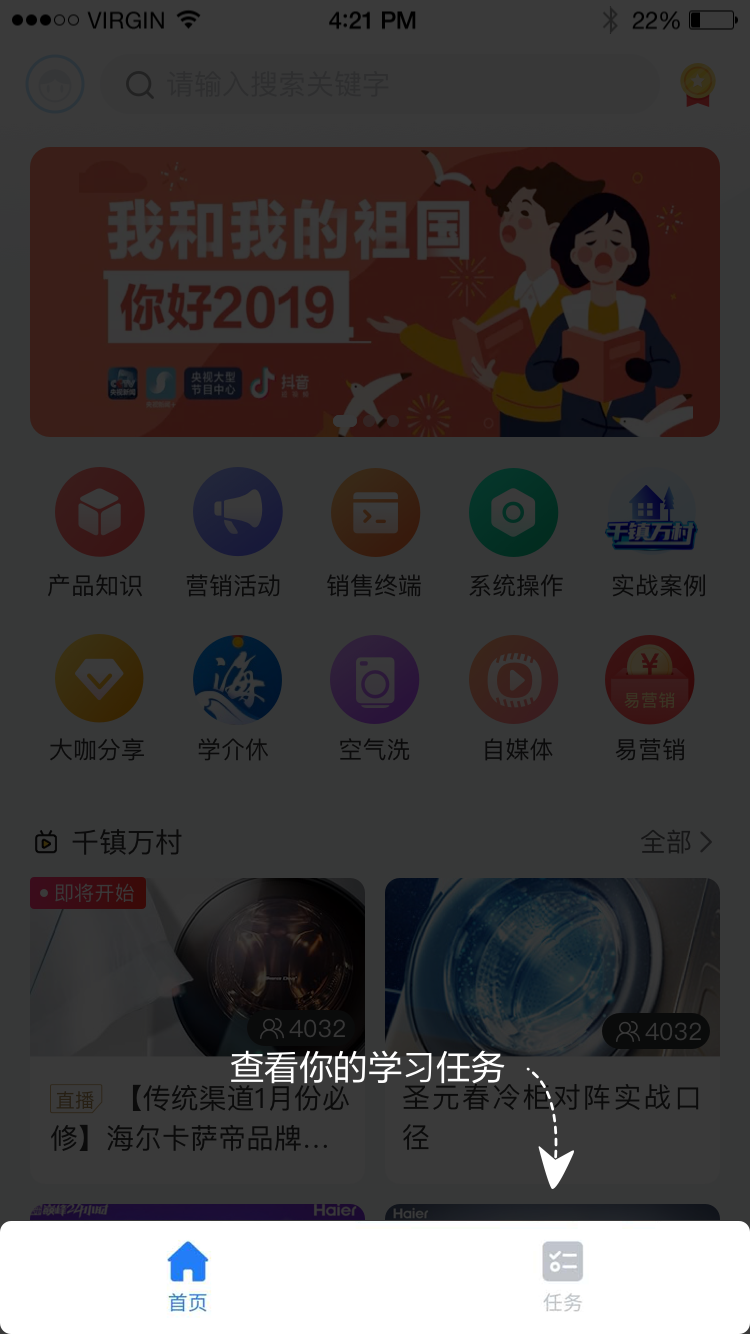 VIRGIN 4:21 PM 22%
请输入搜索关键字
我和我的祖国
你好2019
CCTV 央视新闻
央视大型
节目中心
抖音
产品知识 营销活动 销售终端 系统操作 实战案例
千镇万村
海
¥
易营销
大咖分享 学介休 空气洗 自媒体 易营销
千镇万村 全部
即将开始
4032 4032
查看你的学习任务
直播 【传统渠道1月份必
修】海尔卡萨帝品牌...
圣元春冷柜对阵实战口
径
Haier Haier
首页 任务